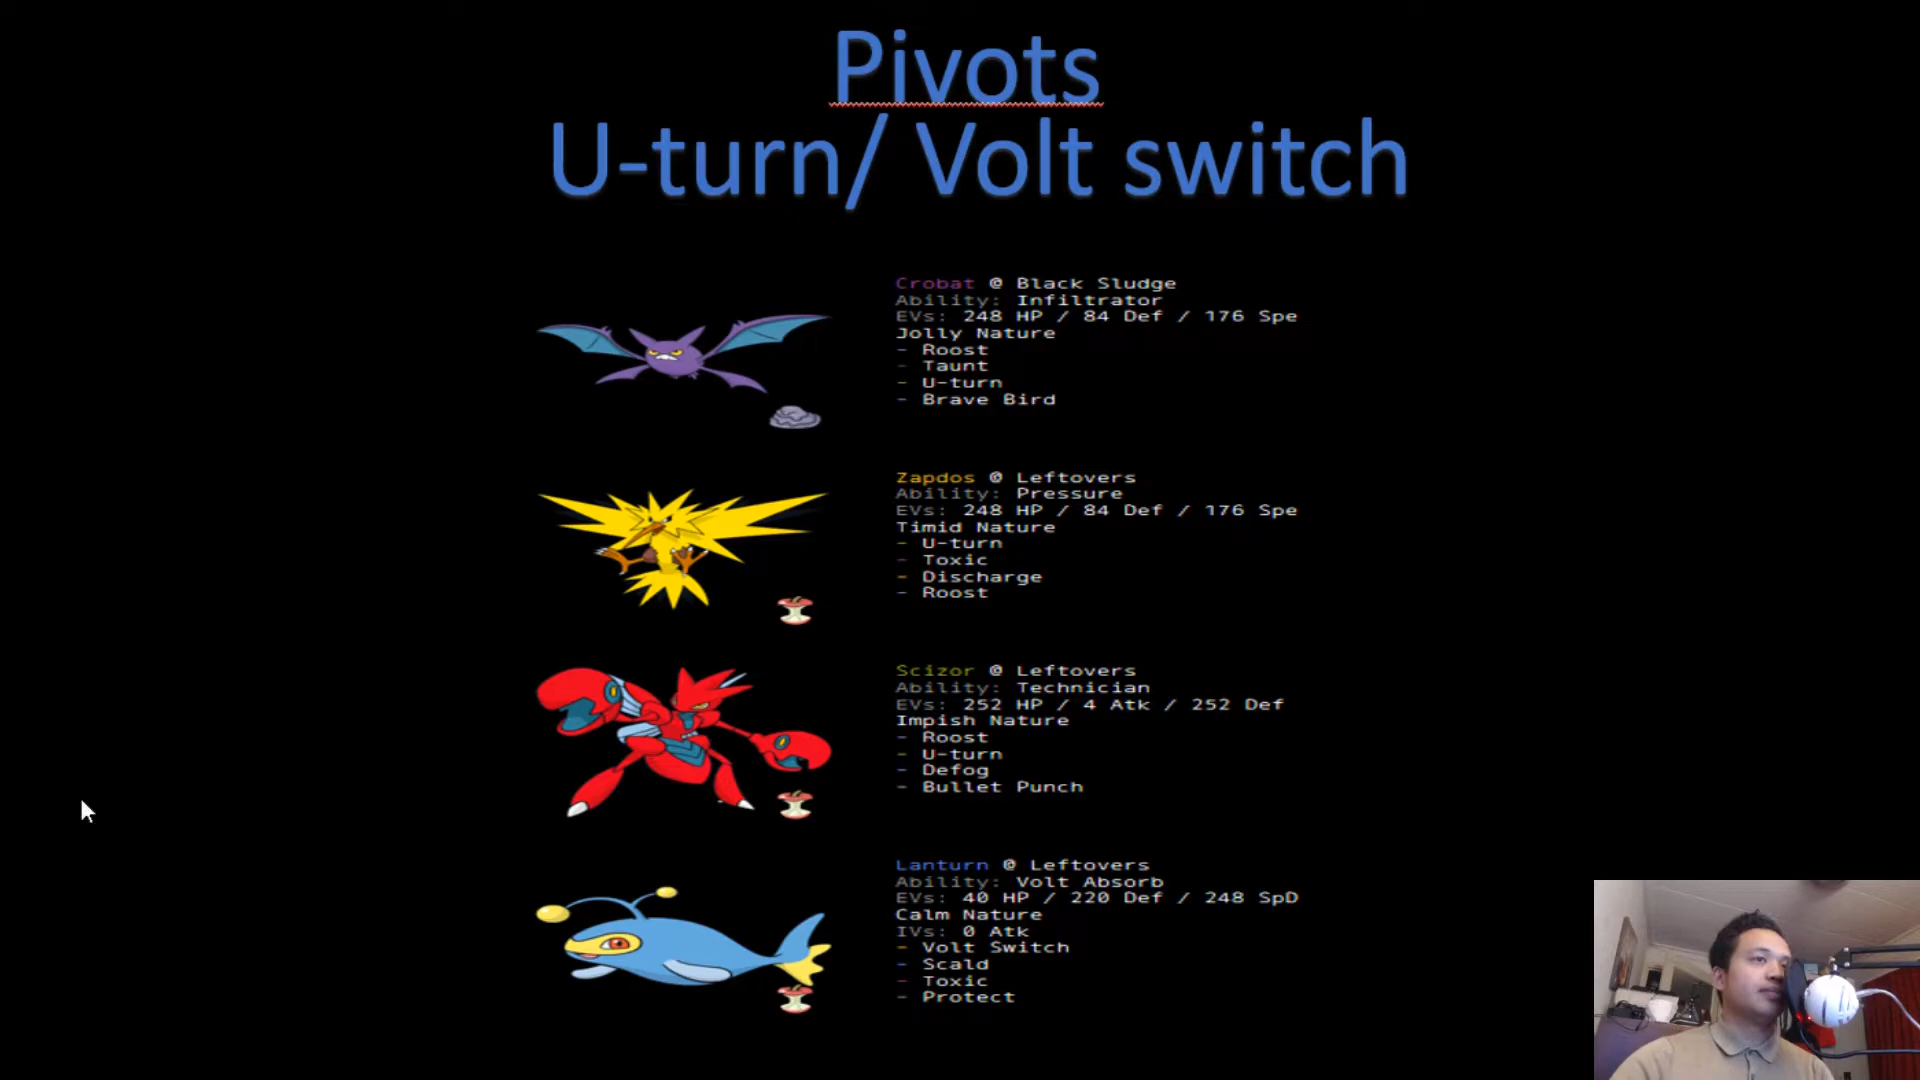 Pivots
U-turn/ Volt switch
Crobat @ Black Sludge
Ability: Infiltrator
EVs: 248 HP / 84 Def / 176 Spe
Jolly Nature
- Roost
- Taunt
- U-turn
- Brave Bird
Zapdos @ Leftovers
Ability: Pressure
EVs: 248 HP / 84 Def / 176 Spe
Timid Nature
- U-turn
- Toxic
- Discharge
- Roost
Scizor @ Leftovers
Ability: Technician
EVs: 252 HP / 4 Atk / 252 Def
Impish Nature
- Roost
- U-turn
- Defog
- Bullet Punch
Lanturn @ Leftovers
Ability: Volt Absorb
EVs: 40 HP / 220 Def / 248 SpD
Calm Nature
IVs: 0 Atk
- Volt Switch
- Scald
- Toxic
- Protect